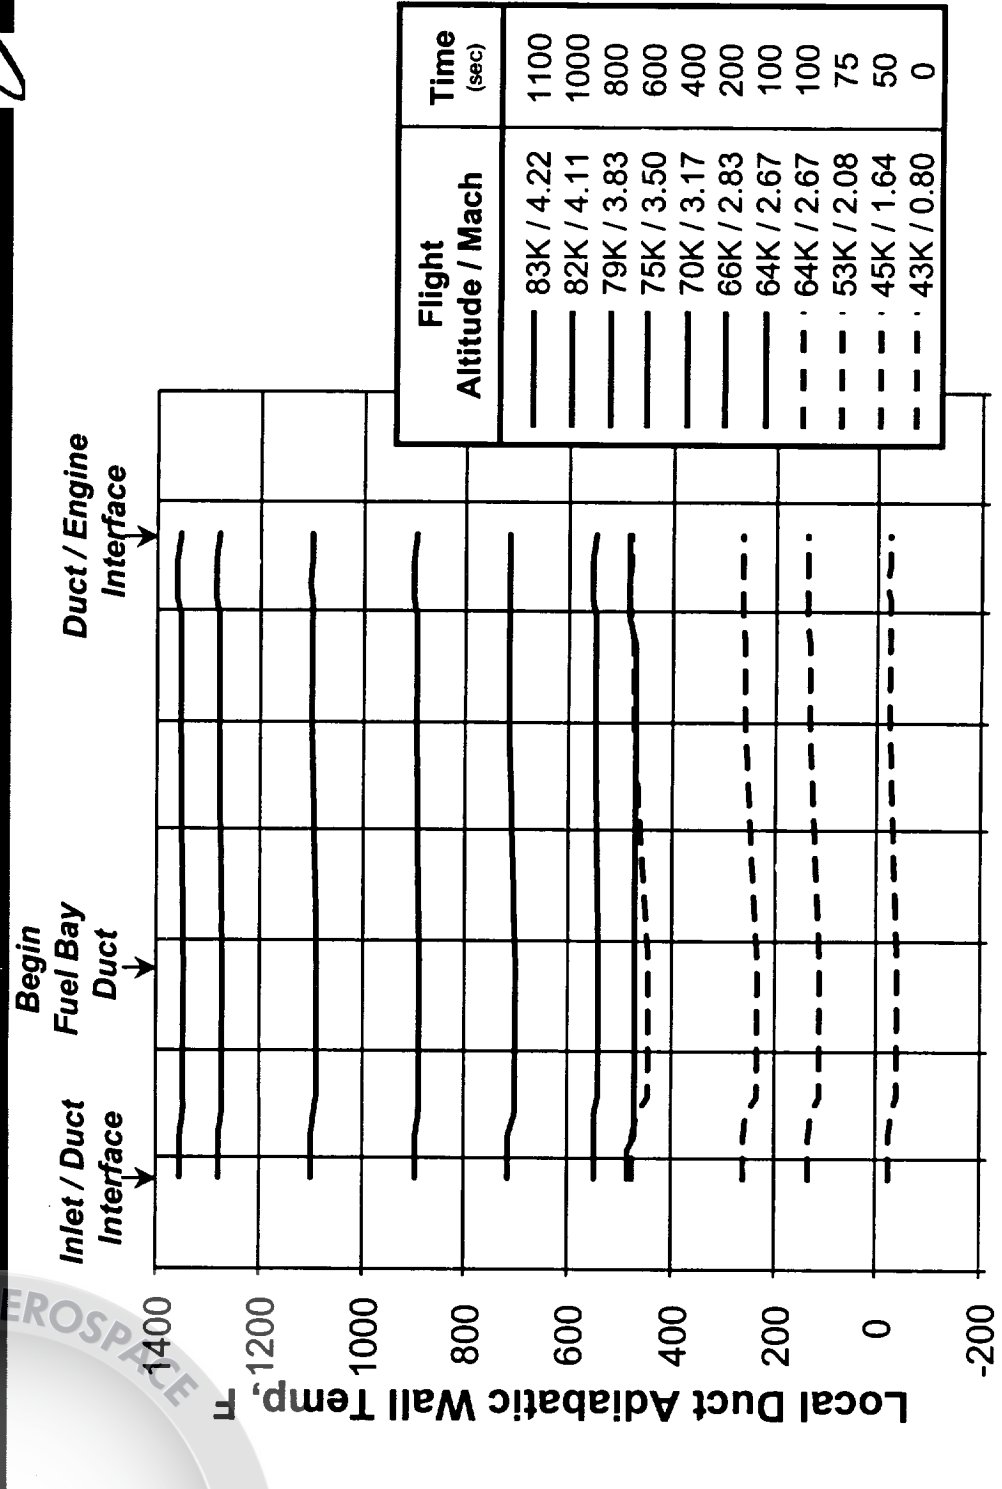 Inlet / Duct
Interface
Begin
Fuel Bay
Duct
Duct / Engine
Interface
Local Duct Adiabatic Wall Temp, F
1400
1200
1000
800
600
400
200
0
-200
Flight
Altitude / Mach
Time
(sec)
83K / 4.22 1100
82K / 4.11 1000
79K / 3.83 800
75K / 3.50 600
70K / 3.17 400
66K / 2.83 200
64K / 2.67 100
64K / 2.67 100
53K / 2.08 75
45K / 1.64 50
43K / 0.80 0